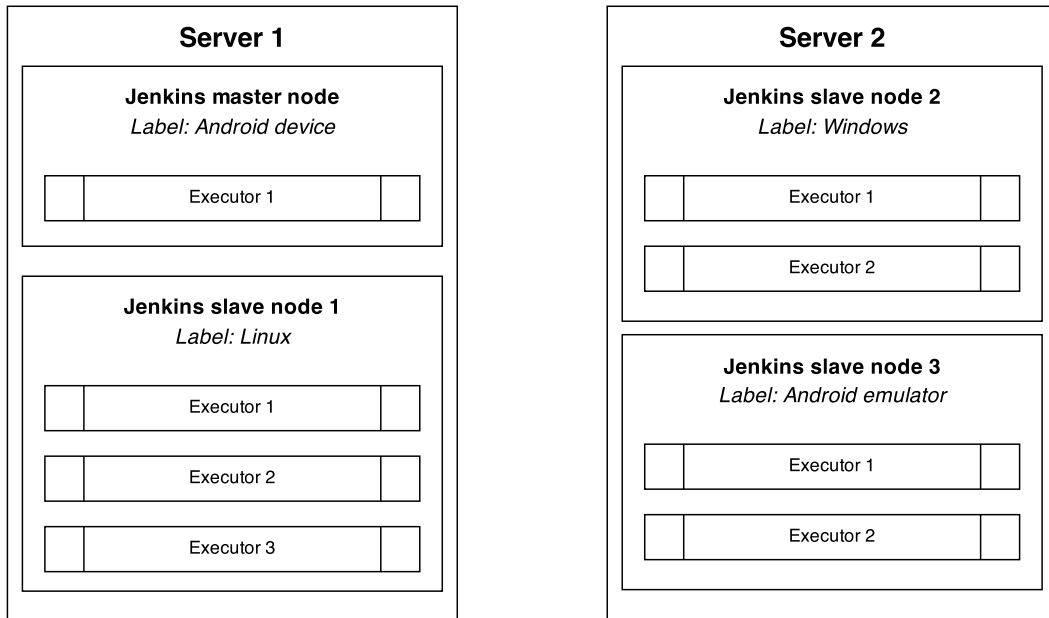 Server 1
Jenkins master node
Label: Android device
Executor 1
Jenkins slave node 1
Label: Linux
Executor 1
Executor 2
Executor 3
Server 2
Jenkins slave node 2
Label: Windows
Executor 1
Executor 2
Jenkins slave node 3
Label: Android emulator
Executor 1
Executor 2